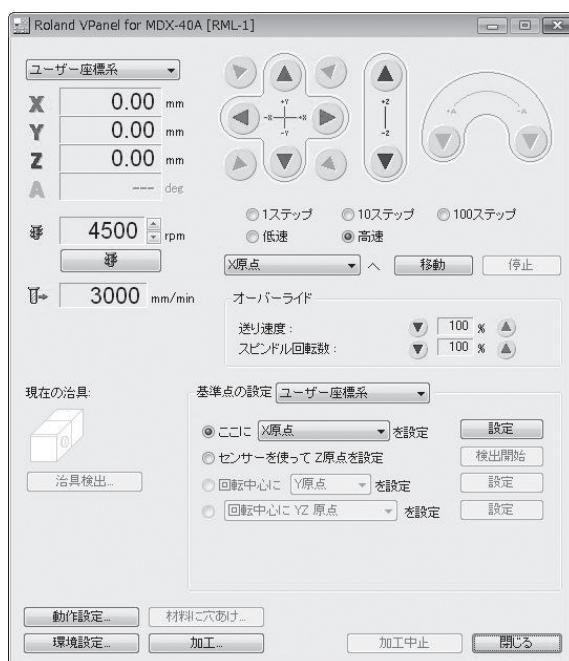 Roland VPanel for MDX-40A [RML-1]
ユーザー座標系
X 0.00 mm
Y 0.00 mm
Z 0.00 mm
A --- deg
+Y
-X +X
-Y
+Z
-Z
+A -A
4500 rpm
1ステップ 10ステップ 100ステップ
低速 高速
X原点 へ 移動 停止
3000 mm/min
オーバーライド
送り速度 : 100 %
スピンドル回転数 : 100 %
現在の治具:
治具検出...
基準点の設定 ユーザー座標系
ここに X原点 を設定 設定
センサーを使って Z原点を設定 検出開始
回転中心に Y原点 を設定 設定
回転中心に YZ 原点 を設定 設定
動作設定... 材料に穴あけ...
環境設定... 加工... 加工中止 閉じる